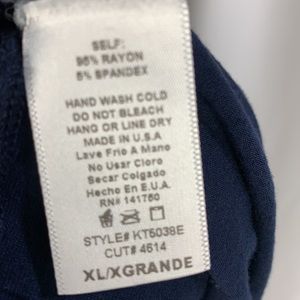 SELF:
95% RAYON
5% SPANDEX
HAND WASH COLD
DO NOT BLEACH
HANG OR LINE DRY
MADE IN U.S.A
Lave Frio A Mano
No Usar Cloro
Secar Colgado
Hecho En E.U.A.
RN# 141760
STYLE# KT5038E
CUT# 4614
XL/XGRANDE